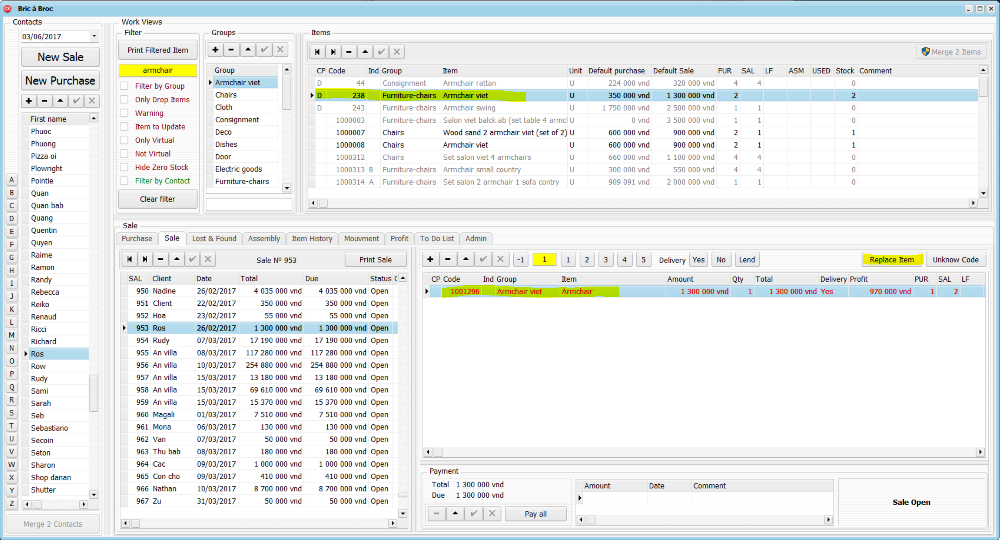 Bric à Broc
Contacts
03/06/2017
New Sale
New Purchase
First name
Phuoc
Phuong
Pizza oi
Plowright
Pointie
Quan
Quan bab
Quang
Quentin
Quyen
Raime
Ramon
Randy
Rebecca
Reiko
Renaud
Ricci
Richard
Ros
Row
Rudy
Sami
Sarah
Seb
Sebastiano
Secoin
Seton
Sharon
Shop danan
Shutter
A
B
C
D
E
F
G
H
I
J
K
L
M
N
O
P
Q
R
S
T
U
V
W
X
Y
Z
Merge 2 Contacts
Work Views
Filter
Print Filtered Item
armchair
Filter by Group
Only Drop Items
Warning
Item to Update
Only Virtual
Not Virtual
Hide Zero Stock
Filter by Contact
Clear filter
Groups
Group
Armchair viet
Chairs
Cloth
Consignment
Deco
Dishes
Door
Electric goods
Furniture-chairs
Items
Merge 2 Items
CP Code Ind Group Item Unit Default purchase Default Sale PUR SAL LF ASM USED Stock Comment
D 44 Consignment Armchair rattan U 224 000 vnd 320 000 vnd 4 4 0
D 238 Furniture-chairs Armchair viet U 350 000 vnd 1 300 000 vnd 2 2
D 243 Furniture-chairs Armchair swing U 1 750 000 vnd 2 500 000 vnd 1 1 0
1000003 Furniture-chairs Salon viet balck ab (set table 4 armcl U 0 vnd 3 500 000 vnd 1 1 0
1000007 Chairs Wood sand 2 armchair viet (set of 2) U 600 000 vnd 900 000 vnd 2 1 1
1000008 Chairs Armchair viet U 600 000 vnd 900 000 vnd 2 1 1
1000312 Chairs Set salon viet 4 armchairs U 660 000 vnd 1 100 000 vnd 4 4 0
1000313 B Furniture-chairs Armchair small country U 300 000 vnd 550 000 vnd 4 4 0
1000314 A Furniture-chairs Set salon 2 armchair 1 sofa contry U 909 091 vnd 2 000 000 vnd 1 1 0
Sale
Purchase Sale Lost & Found Assembly Item History Mouvment Profit To Do List Admin
Sale N° 953
Print Sale
SAL Client Date Total Due Status C
950 Nadine 26/02/2017 4 035 000 vnd 4 035 000 vnd Open
951 Client 22/02/2017 350 000 vnd 350 000 vnd Open
952 Hoa 23/02/2017 55 000 vnd 55 000 vnd Open
953 Ros 26/02/2017 1 300 000 vnd 1 300 000 vnd Open
954 Rudy 07/03/2017 17 190 000 vnd 17 190 000 vnd Open
955 An villa 08/03/2017 117 280 000 vnd 117 280 000 vnd Open
956 An villa 10/03/2017 254 880 000 vnd 254 880 000 vnd Open
957 An villa 15/03/2017 13 180 000 vnd 13 180 000 vnd Open
958 An villa 15/03/2017 69 610 000 vnd 69 610 000 vnd Open
959 An villa 15/03/2017 15 370 000 vnd 15 370 000 vnd Open
960 Magali 01/03/2017 7 510 000 vnd 7 510 000 vnd Open
961 Mona 06/03/2017 130 000 vnd 130 000 vnd Open
962 Van 07/03/2017 50 000 vnd 50 000 vnd Open
963 Thu bab 08/03/2017 180 000 vnd 180 000 vnd Open
964 Cac 09/03/2017 1 000 000 vnd 1 000 000 vnd Open
965 Con cho 09/03/2017 410 000 vnd 410 000 vnd Open
966 Nathan 10/03/2017 8 700 000 vnd 8 700 000 vnd Open
967 Zu 31/03/2017 50 000 vnd 50 000 vnd Open
-1 1 1 2 3 4 5 Delivery Yes No Lend Replace Item Unknow Code
CP Code Ind Group Item Amount Qty Total Delivery Profit PUR SAL LF
1001296 Armchair viet Armchair 1 300 000 vnd 1 1 300 000 vnd Yes 970 000 vnd 1 2
Payment
Total 1 300 000 vnd
Due 1 300 000 vnd
Pay all
Amount Date Comment
Sale Open